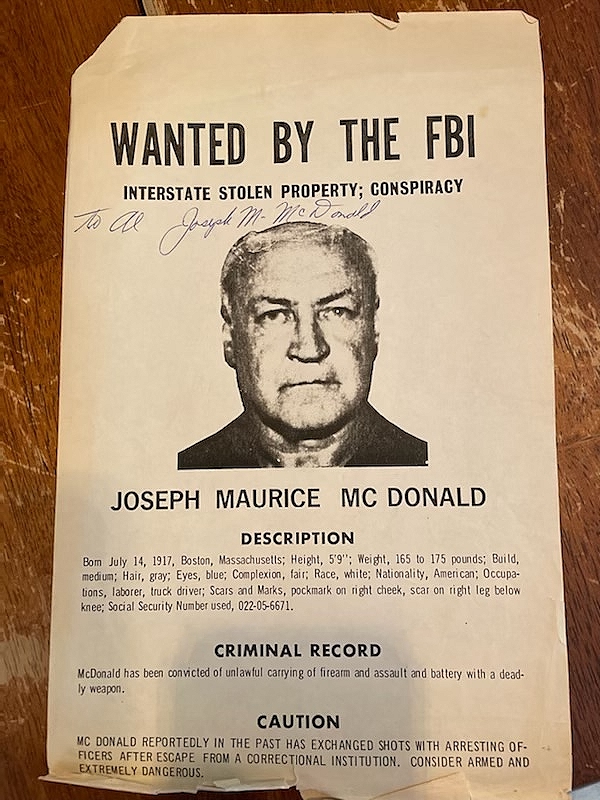 WANTED BY THE FBI
INTERSTATE STOLEN PROPERTY; CONSPIRACY
To Al Joseph M. McDonald
JOSEPH MAURICE MC DONALD
DESCRIPTION
Born July 14, 1917, Boston, Massachusetts; Height, 5'9"; Weight, 165 to 175 pounds; Build,
medium; Hair, gray; Eyes, blue; Complexion, fair; Race, white; Nationality, American; Occupa-
tions, laborer, truck driver; Scars and Marks, pockmark on right cheek, scar on right leg below
knee; Social Security Number used, 022-05-6671.
CRIMINAL RECORD
McDonald has been convicted of unlawful carrying of firearm and assault and battery with a dead-
ly weapon.
CAUTION
MC DONALD REPORTEDLY IN THE PAST HAS EXCHANGED SHOTS WITH ARRESTING OF-
FICERS AFTER ESCAPE FROM A CORRECTIONAL INSTITUTION. CONSIDER ARMED AND
EXTREMELY DANGEROUS.